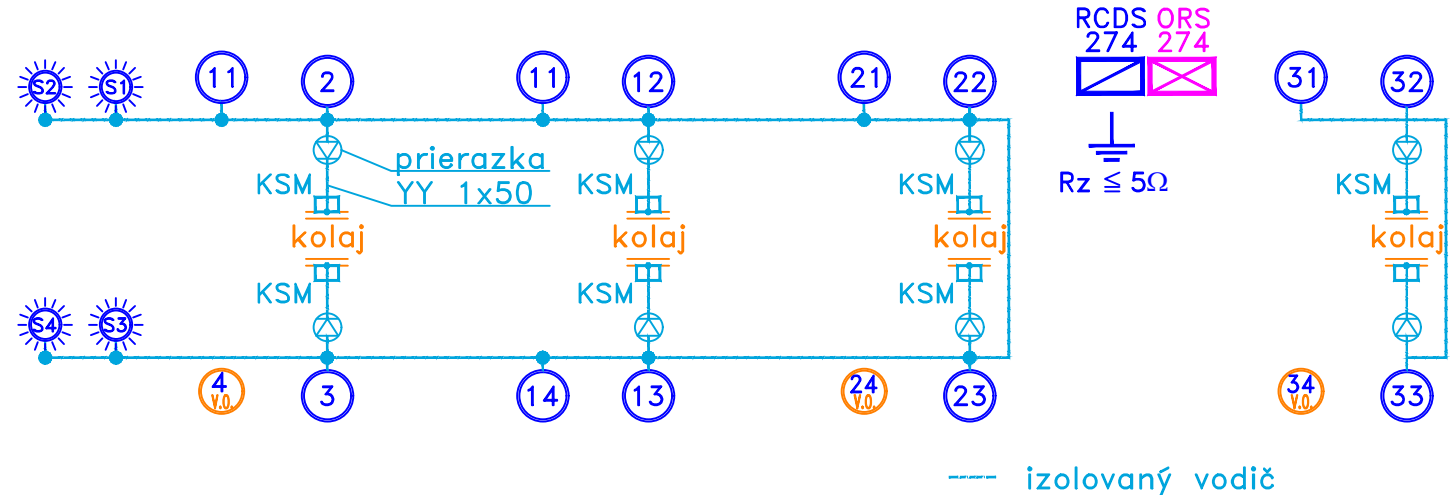 RCDS ORS
274 274
S2 S1 11 2 11 12 21 22 31 32
prierazka
YY 1x50
KSM KSM KSM KSM
Rz ≦ 5Ω
kolaj kolaj kolaj kolaj
KSM KSM KSM
S4 S3
4 V.O. 3 14 13 24 V.O. 23 34 V.O. 33
izolovaný vodič